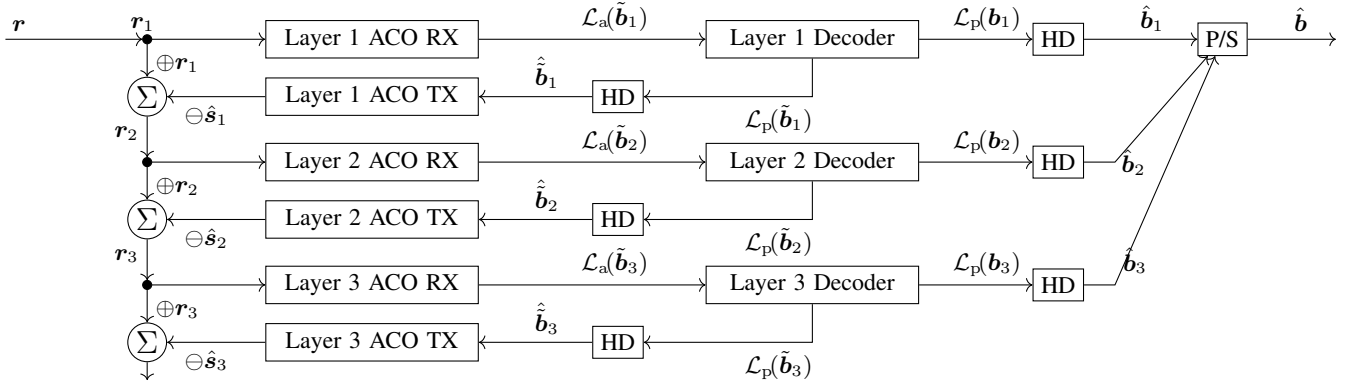 r r₁ Layer 1 ACO RX ℒₐ(b̃₁) Layer 1 Decoder ℒₚ(b₁) HD b̂₁ P/S b̂
⊕r₁
Σ ⊖ŝ₁ Layer 1 ACO TX b̃̂₁ HD ℒₚ(b̃₁)
r₂ Layer 2 ACO RX ℒₐ(b̃₂) Layer 2 Decoder ℒₚ(b₂) HD b̂₂
⊕r₂
Σ ⊖ŝ₂ Layer 2 ACO TX b̃̂₂ HD ℒₚ(b̃₂)
r₃ Layer 3 ACO RX ℒₐ(b̃₃) Layer 3 Decoder ℒₚ(b₃) HD b̂₃
⊕r₃
Σ ⊖ŝ₃ Layer 3 ACO TX b̃̂₃ HD ℒₚ(b̃₃)